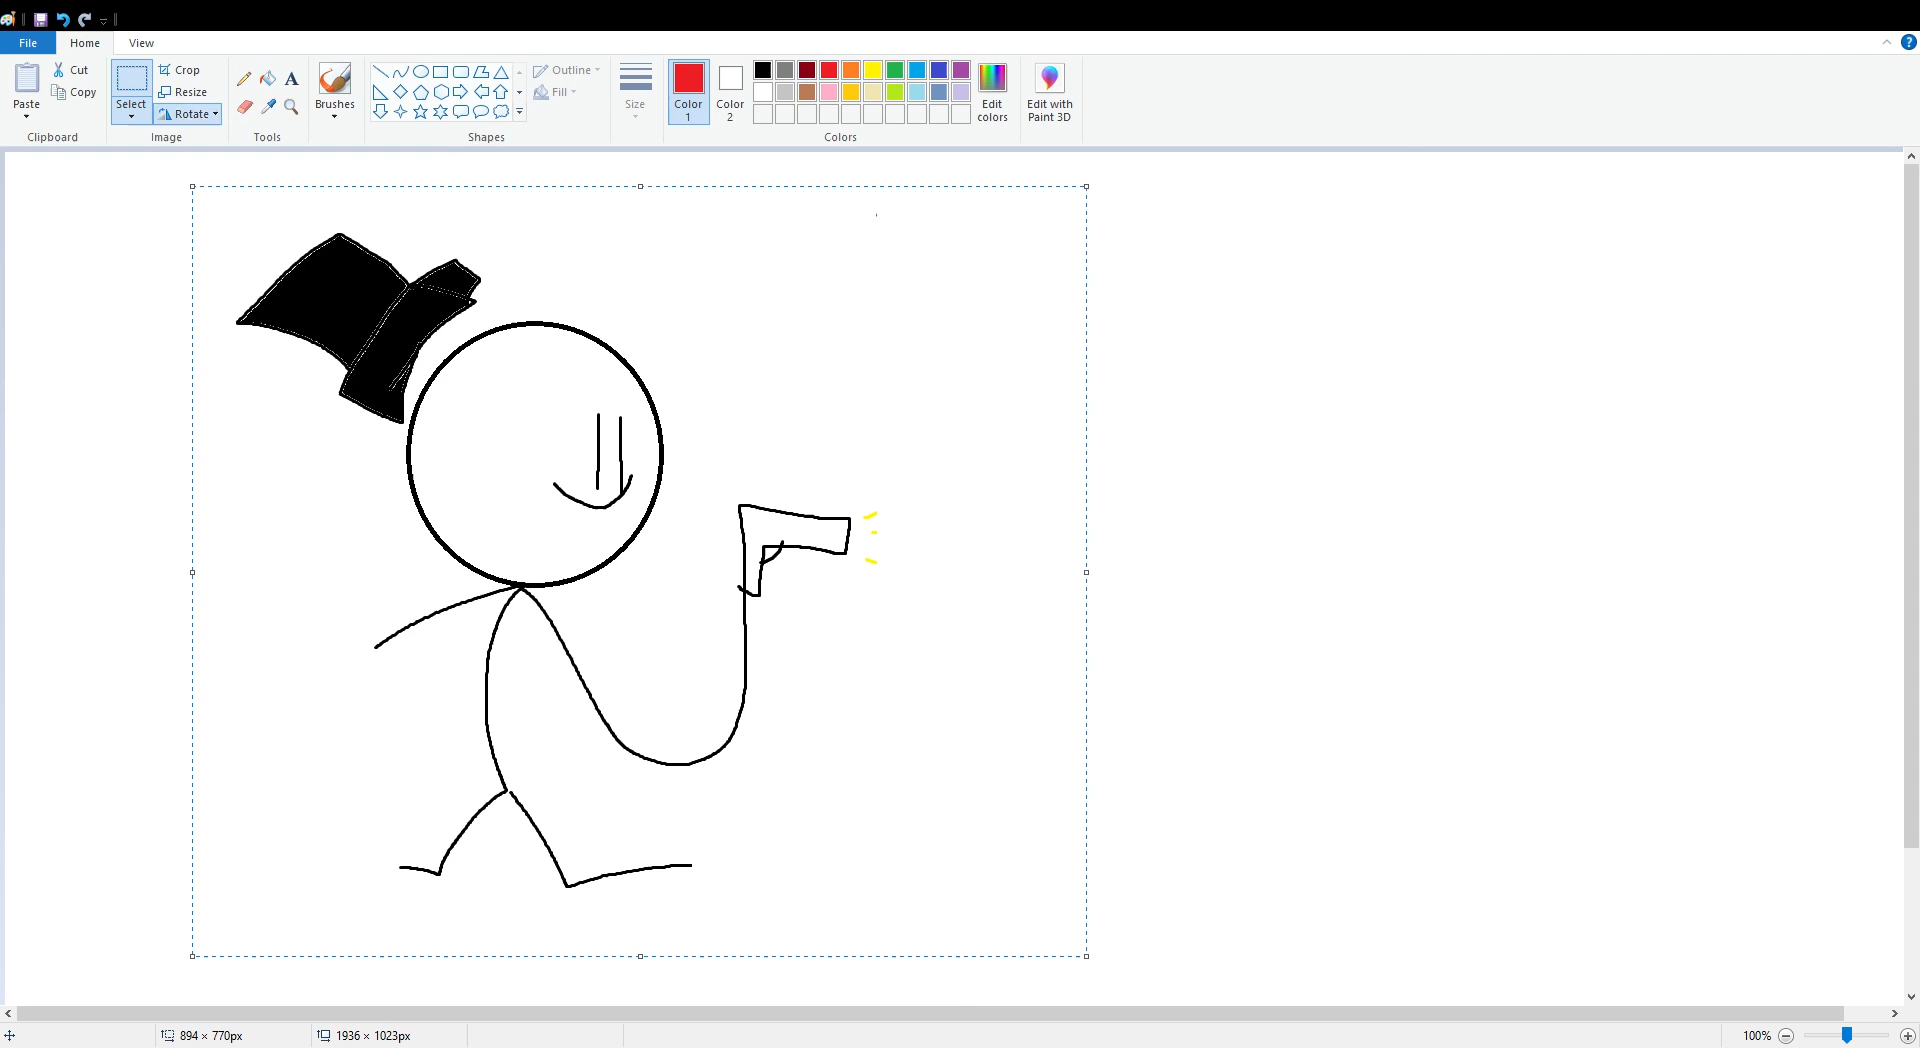 File Home View
Paste
Cut
Copy
Clipboard
Select
Crop
Resize
Rotate
Image
A
Tools
Brushes
Shapes
Outline
Fill
Size
Color 1
Color 2
Edit colors
Colors
Edit with Paint 3D
894 × 770px 1936 × 1023px 100%